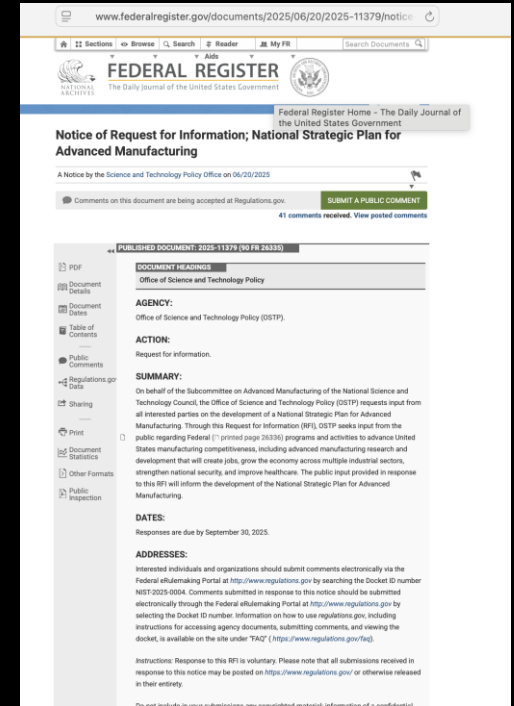 www.federalregister.gov/documents/2025/06/20/2025-11379/notice
Sections Browse Search Reader Aids My FR Search Documents
NATIONAL ARCHIVES
FEDERAL REGISTER
The Daily Journal of the United States Government
Federal Register Home - The Daily Journal of
the United States Government
Notice of Request for Information; National Strategic Plan for
Advanced Manufacturing
A Notice by the Science and Technology Policy Office on 06/20/2025
Comments on this document are being accepted at Regulations.gov.
SUBMIT A PUBLIC COMMENT
41 comments received. View posted comments
PUBLISHED DOCUMENT: 2025-11379 (90 FR 26335)
PDF
Document
Details
Document
Dates
Table of
Contents
Public
Comments
Regulations.gov
Data
Sharing
Print
Document
Statistics
Other Formats
Public
Inspection
DOCUMENT HEADINGS
Office of Science and Technology Policy
AGENCY:
Office of Science and Technology Policy (OSTP).
ACTION:
Request for information.
SUMMARY:
On behalf of the Subcommittee on Advanced Manufacturing of the National Science and
Technology Council, the Office of Science and Technology Policy (OSTP) requests input from
all interested parties on the development of a National Strategic Plan for Advanced
Manufacturing. Through this Request for Information (RFI), OSTP seeks input from the
public regarding Federal ( printed page 26336) programs and activities to advance United
States manufacturing competitiveness, including advanced manufacturing research and
development that will create jobs, grow the economy across multiple industrial sectors,
strengthen national security, and improve healthcare. The public input provided in response
to this RFI will inform the development of the National Strategic Plan for Advanced
Manufacturing.
DATES:
Responses are due by September 30, 2025.
ADDRESSES:
Interested individuals and organizations should submit comments electronically via the
Federal eRulemaking Portal at http://www.regulations.gov by searching the Docket ID number
NIST-2025-0004. Comments submitted in response to this notice should be submitted
electronically through the Federal eRulemaking Portal at http://www.regulations.gov by
selecting the Docket ID number. Information on how to use regulations.gov, including
instructions for accessing agency documents, submitting comments, and viewing the
docket, is available on the site under "FAQ" ( https://www.regulations.gov/faq).
Instructions: Response to this RFI is voluntary. Please note that all submissions received in
response to this notice may be posted on https://www.regulations.gov/ or otherwise released
in their entirety.
Do not include in your submissions any copyrighted material; information of a confidential